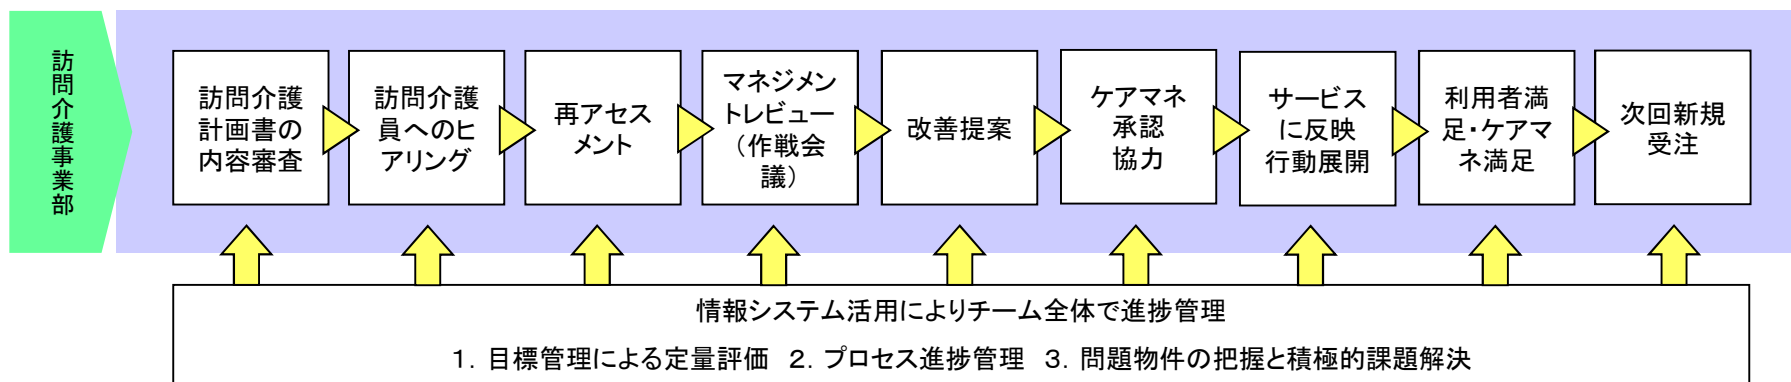 訪問介護事業部
訪問介護
計画書の
内容審査
訪問介護
員へのヒ
アリング
再アセス
メント
マネジメン
トレビュー
（作戦会
議）
改善提案
ケアマネ
承認
協力
サービス
に反映
行動展開
利用者満
足・ケアマ
ネ満足
次回新規
受注
情報システム活用によりチーム全体で進捗管理
１．目標管理による定量評価　２．プロセス進捗管理　３．問題物件の把握と積極的課題解決